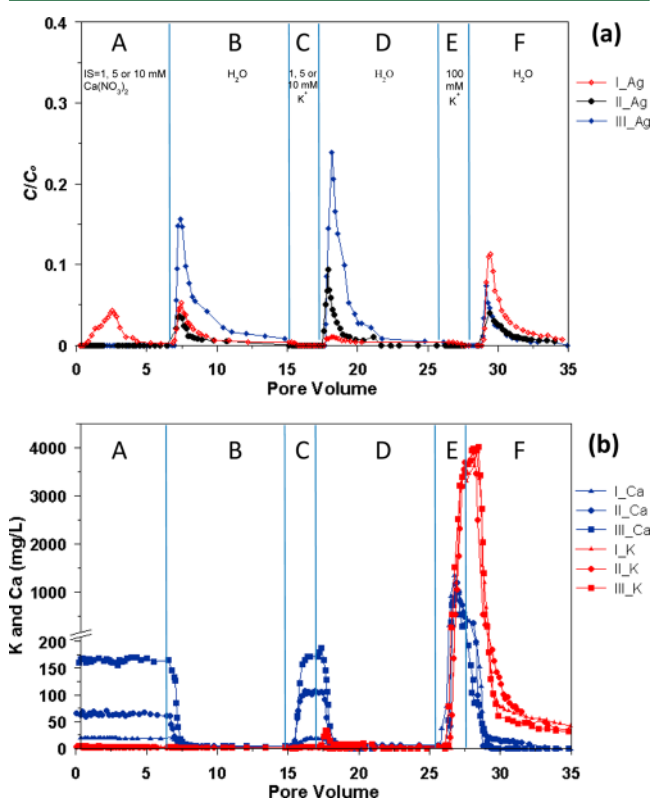 A B C D E F
(a)
IS=1, 5 or 10 mM
Ca(NO3)2
H2O
1, 5 or
10 mM
K+
H2O
100
mM
K+
H2O
I_Ag
II_Ag
III_Ag
C/Co
0.4
0.3
0.2
0.1
0
0 5 10 15 20 25 30 35
Pore Volume
(b)
A B C D E F
K and Ca (mg/L)
4000
3000
2000
1000
200
150
100
50
0
I_Ca
II_Ca
III_Ca
I_K
II_K
III_K
0 5 10 15 20 25 30 35
Pore Volume